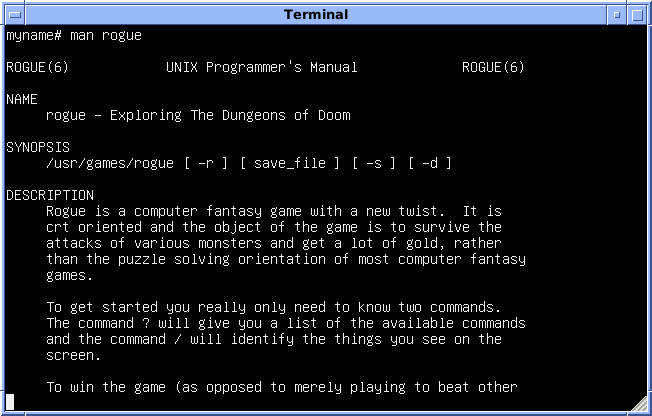 Terminal
myname# man rogue
ROGUE(6) UNIX Programmer's Manual ROGUE(6)
NAME
rogue - Exploring The Dungeons of Doom
SYNOPSIS
/usr/games/rogue [ -r ] [ save_file ] [ -s ] [ -d ]
DESCRIPTION
Rogue is a computer fantasy game with a new twist. It is
crt oriented and the object of the game is to survive the
attacks of various monsters and get a lot of gold, rather
than the puzzle solving orientation of most computer fantasy
games.
To get started you really only need to know two commands.
The command ? will give you a list of the available commands
and the command / will identify the things you see on the
screen.
To win the game (as opposed to merely playing to beat other